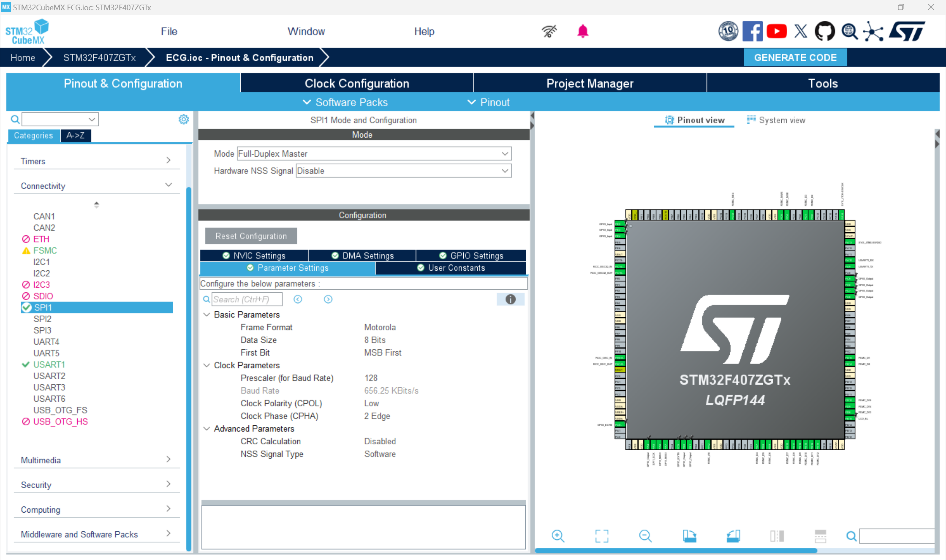 STM32CubeMX ECG.ioc: STM32F407ZGTx
STM32 CubeMX
File
Window
Help
Home
STM32F407ZGTx
ECG.ioc - Pinout & Configuration
GENERATE CODE
Pinout & Configuration
Clock Configuration
Project Manager
Tools
Software Packs
Pinout
Categories
A->Z
Timers
Connectivity
CAN1
CAN2
ETH
FSMC
I2C1
I2C2
I2C3
SDIO
SPI1
SPI2
SPI3
UART4
UART5
USART1
USART2
USART3
USART6
USB_OTG_FS
USB_OTG_HS
Multimedia
Security
Computing
Middleware and Software Packs
SPI1 Mode and Configuration
Mode
Mode Full-Duplex Master
Hardware NSS Signal Disable
Configuration
Reset Configuration
NVIC Settings
DMA Settings
GPIO Settings
Parameter Settings
User Constants
Configure the below parameters :
Search (Ctrl+F)
Basic Parameters
Frame Format Motorola
Data Size 8 Bits
First Bit MSB First
Clock Parameters
Prescaler (for Baud Rate) 128
Baud Rate 656.25 KBits/s
Clock Polarity (CPOL) Low
Clock Phase (CPHA) 2 Edge
Advanced Parameters
CRC Calculation Disabled
NSS Signal Type Software
Pinout view
System view
STM32F407ZGTx
LQFP144